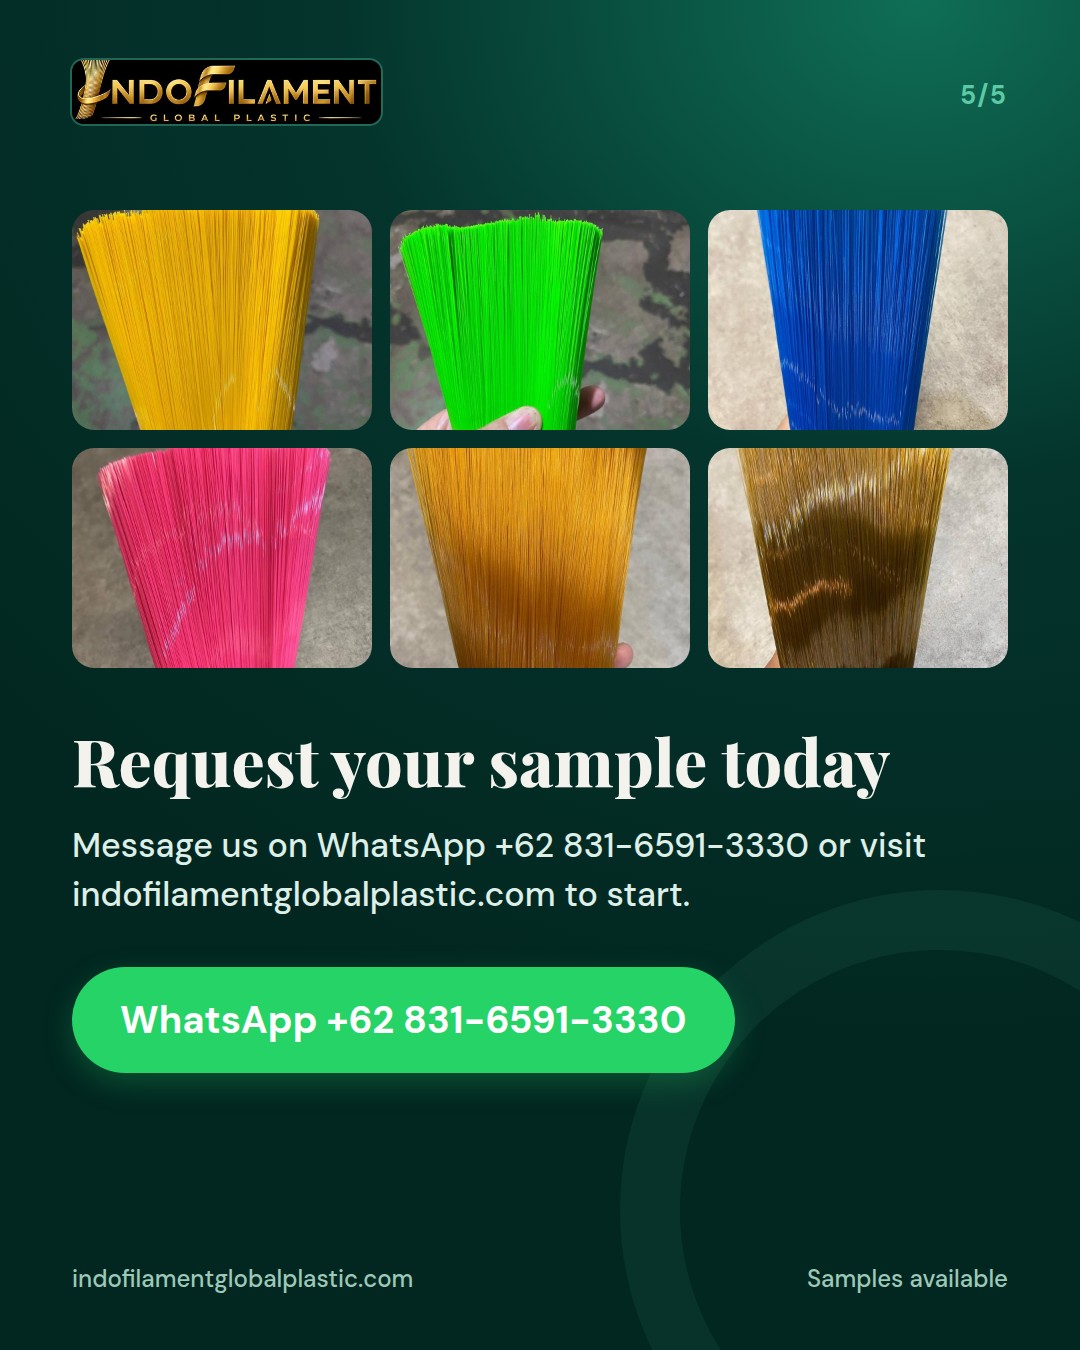 INDOFILAMENT
GLOBAL PLASTIC
5/5
Request your sample today
Message us on WhatsApp +62 831-6591-3330 or visit
indofilamentglobalplastic.com to start.
WhatsApp +62 831-6591-3330
indofilamentglobalplastic.com
Samples available